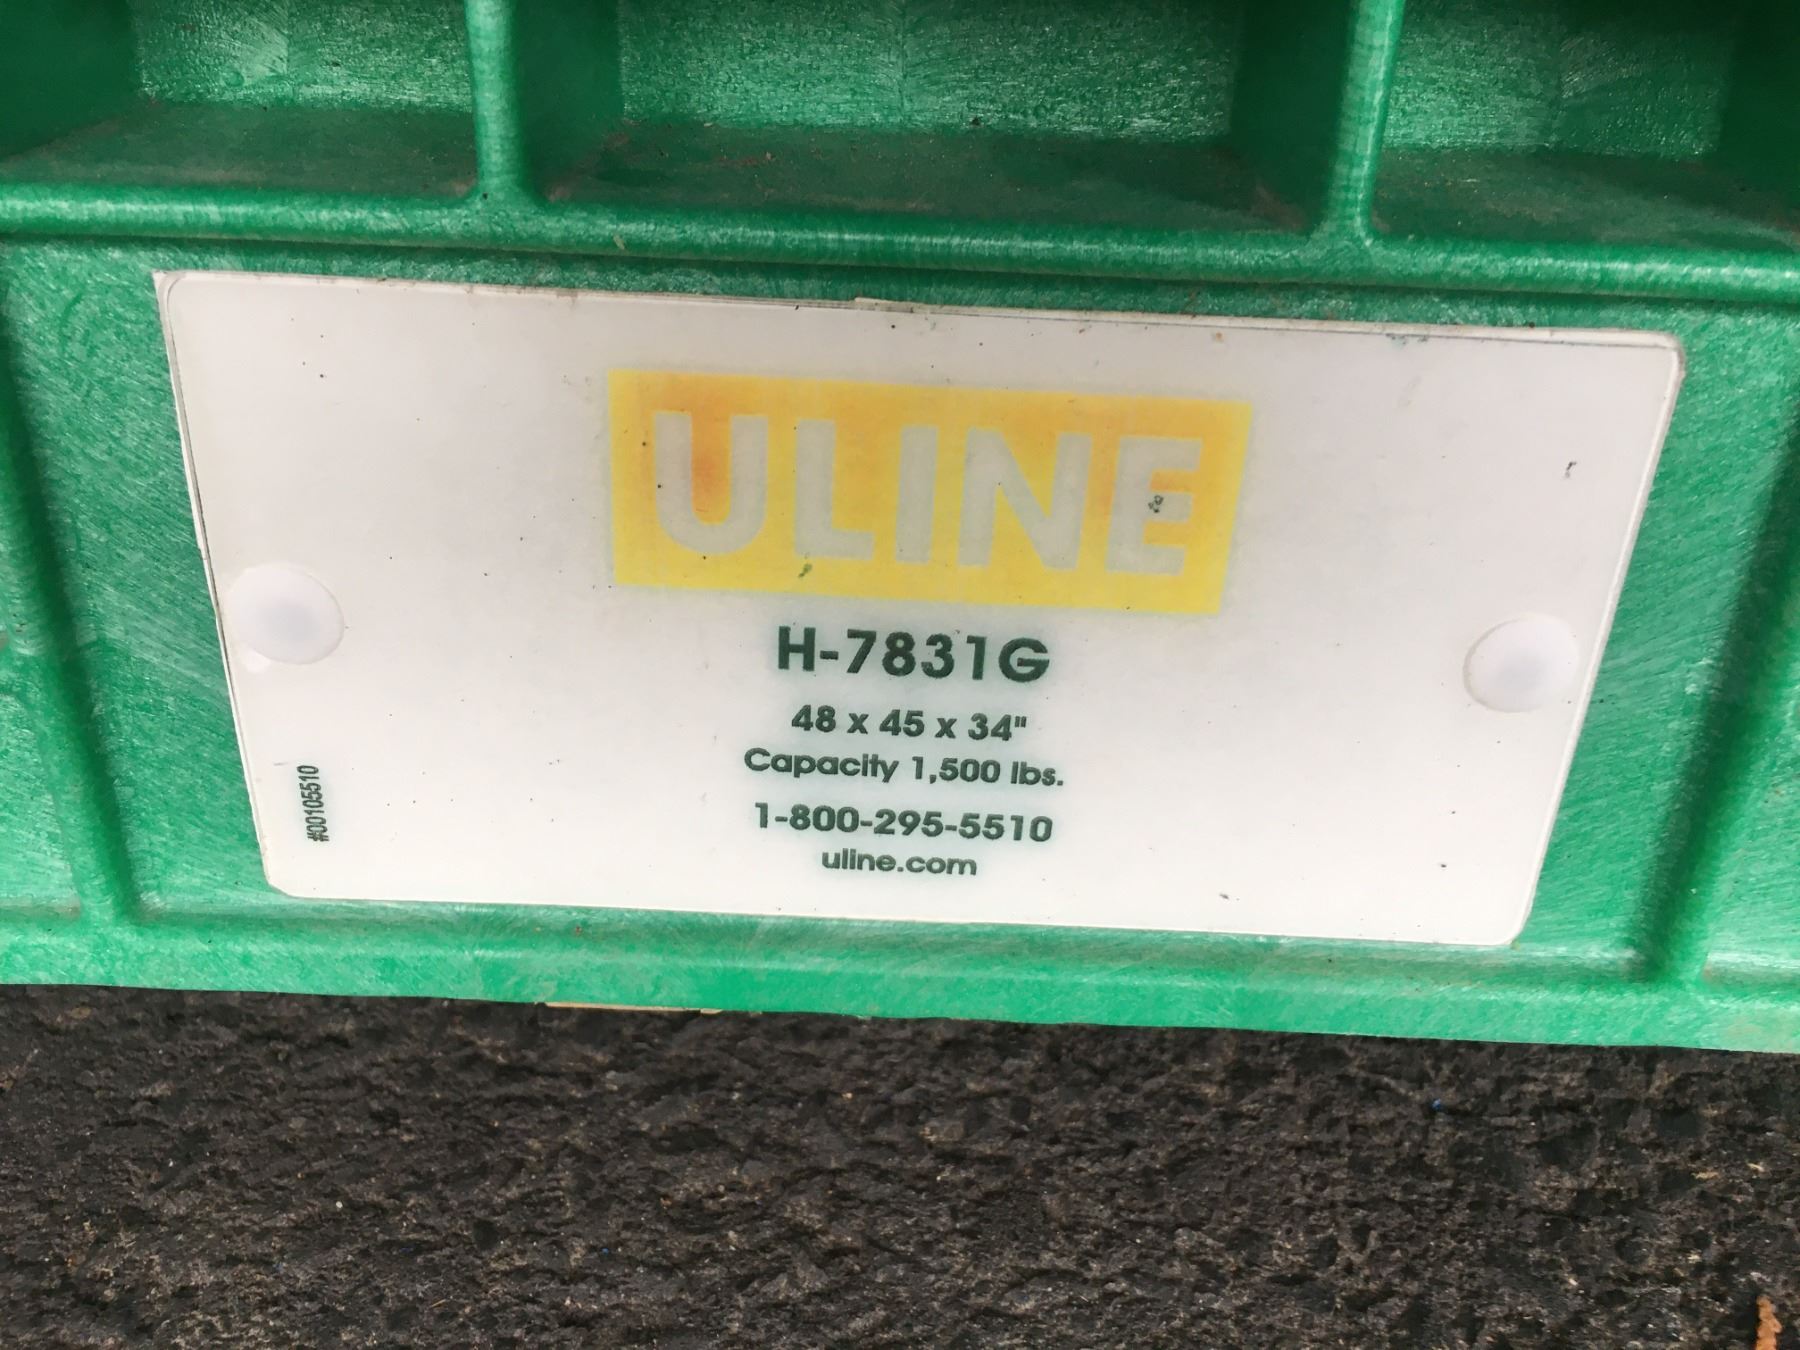 ULINE
H-7831G
48 x 45 x 34"
Capacity 1,500 lbs.
1-800-295-5510
uline.com
#00105510